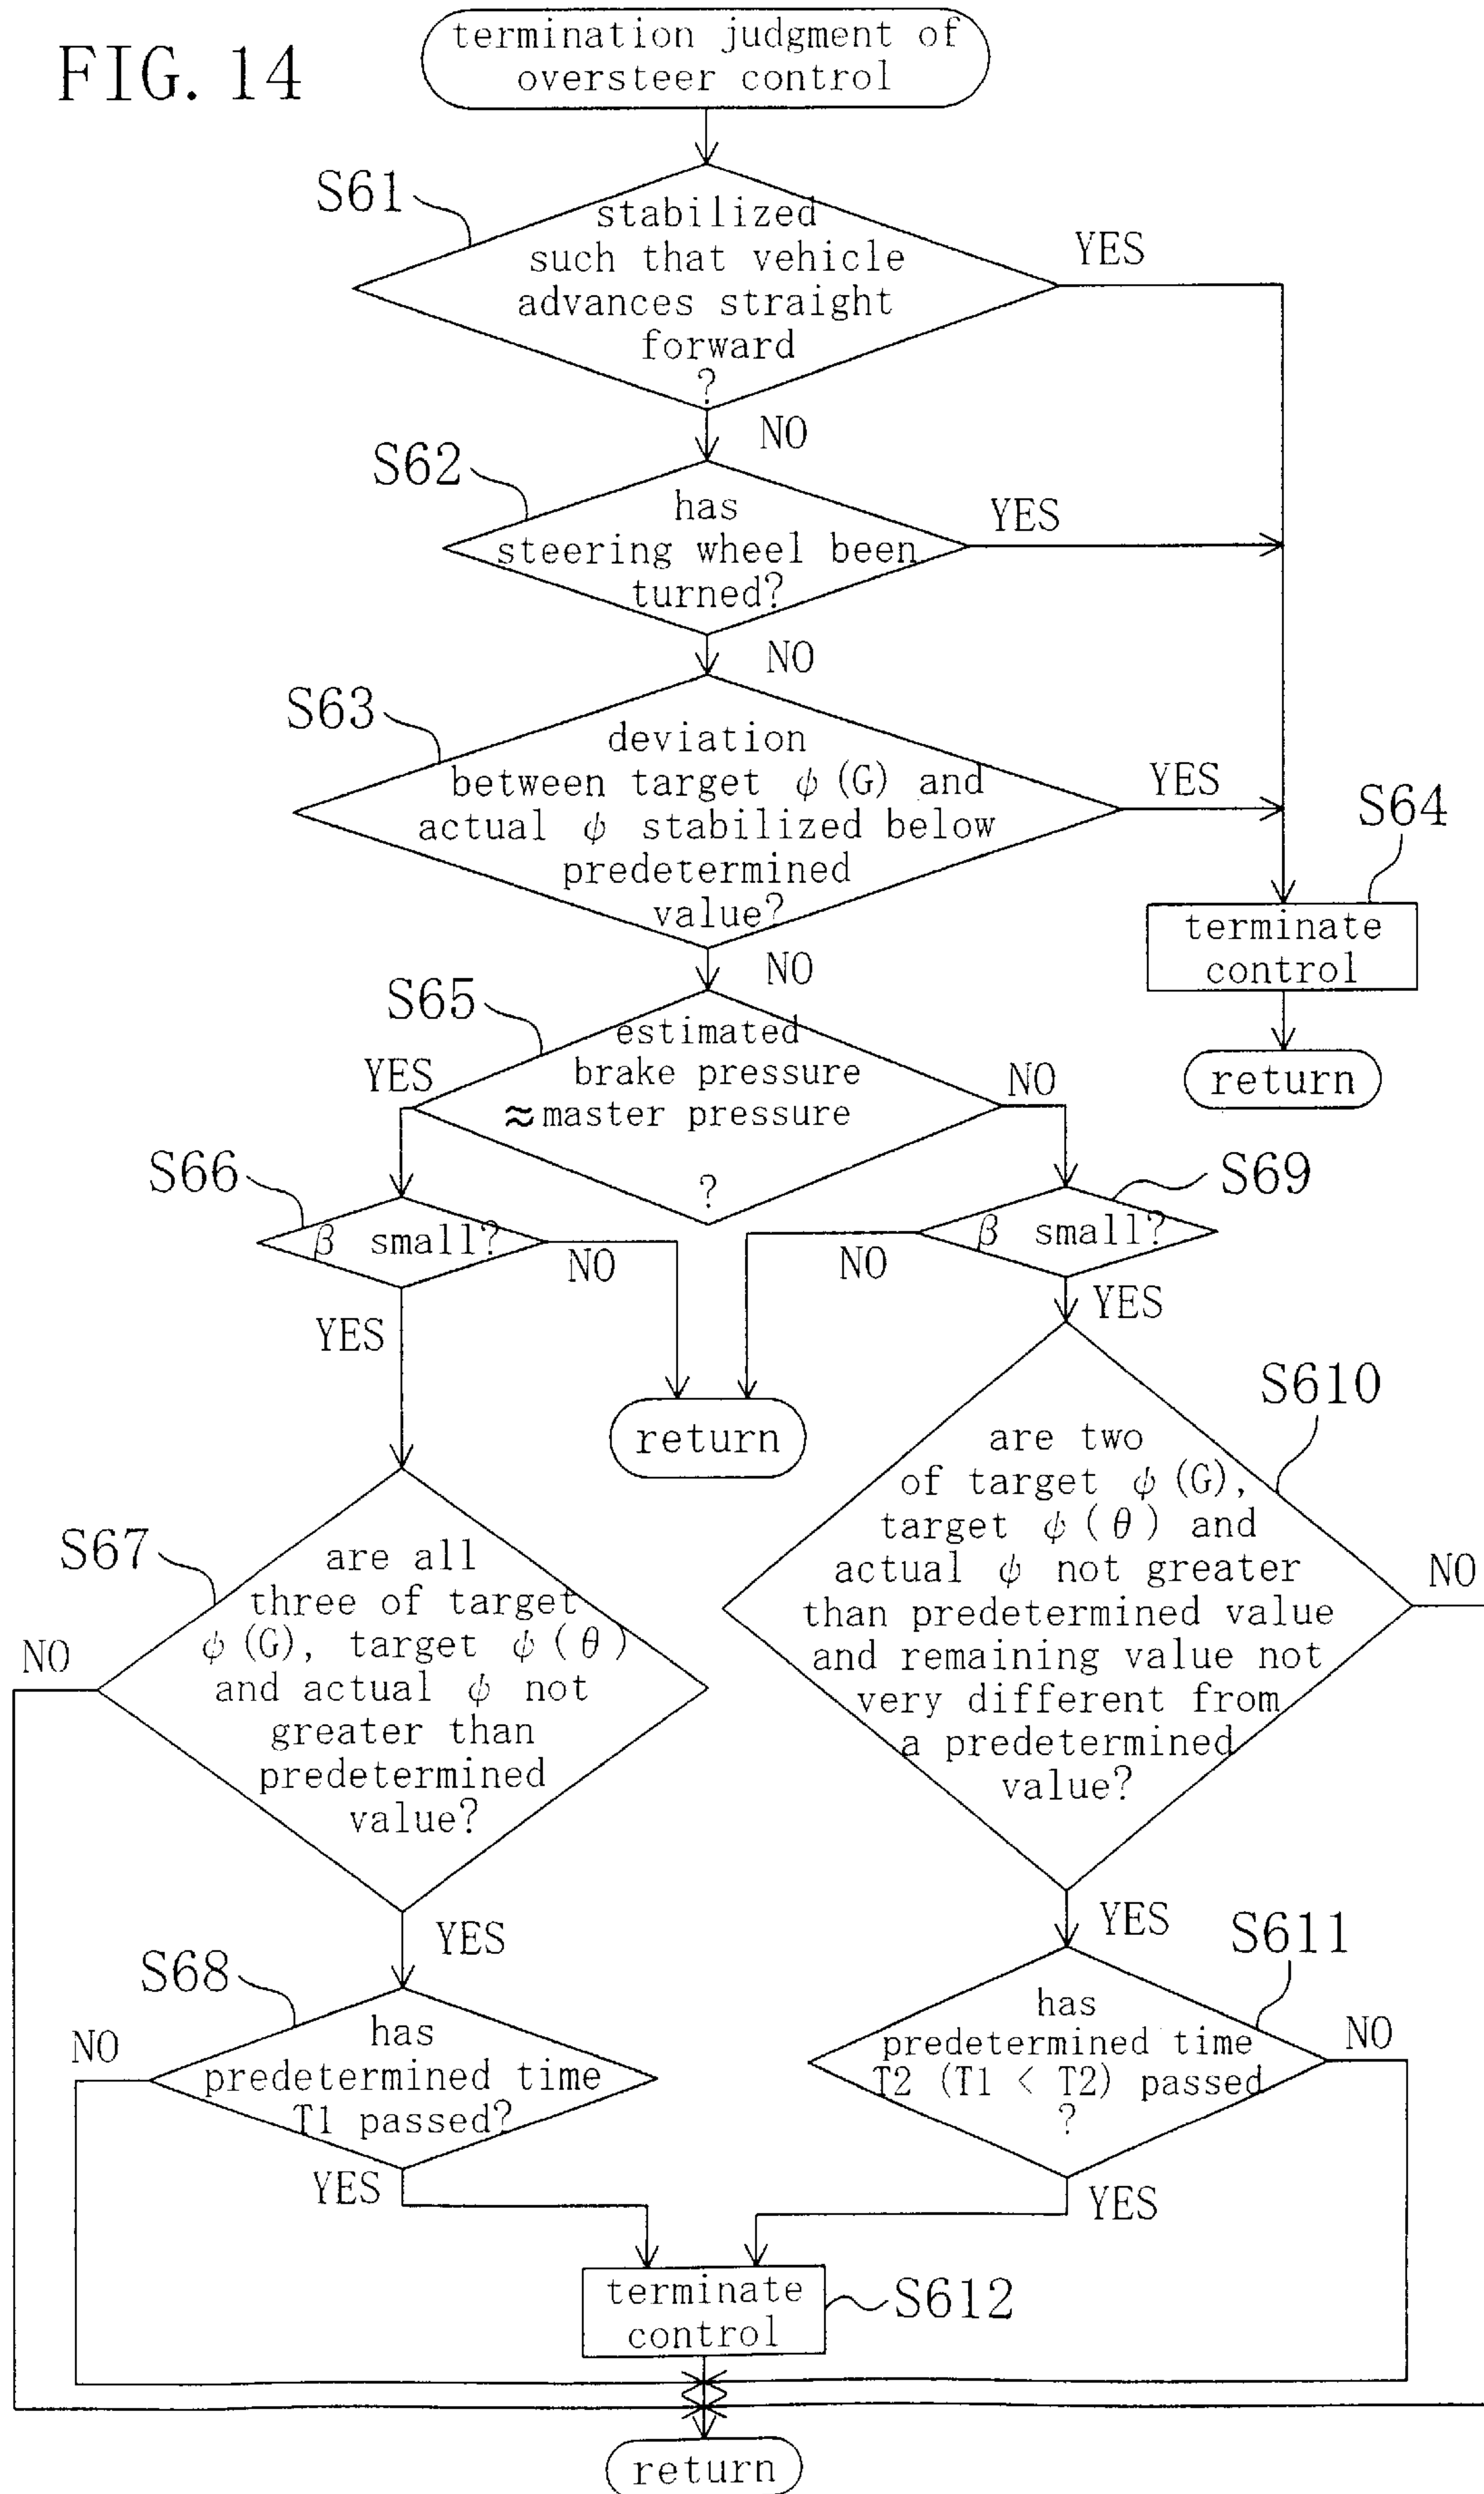 FIG. 14
termination judgment of
oversteer control
S61
stabilized
such that vehicle
advances straight
forward
?
YES
NO
S62
has
steering wheel been
turned?
YES
NO
S63
deviation
between target ψ (G) and
actual ψ stabilized below
predetermined
value?
YES
S64
terminate
control
return
NO
S65
estimated
brake pressure
≈ master pressure
?
YES
NO
S66
β small?
NO
YES
S69
β small?
NO
YES
return
S67
are all
three of target
ψ (G), target ψ (θ)
and actual ψ not
greater than
predetermined
value?
NO
YES
S610
are two
of target ψ (G),
target ψ (θ) and
actual ψ not greater
than predetermined value
and remaining value not
very different from
a predetermined
value?
NO
YES
S68
has
predetermined time
T1 passed?
NO
YES
S611
has
predetermined time
T2 (T1 < T2) passed
?
NO
YES
terminate
control
S612
return